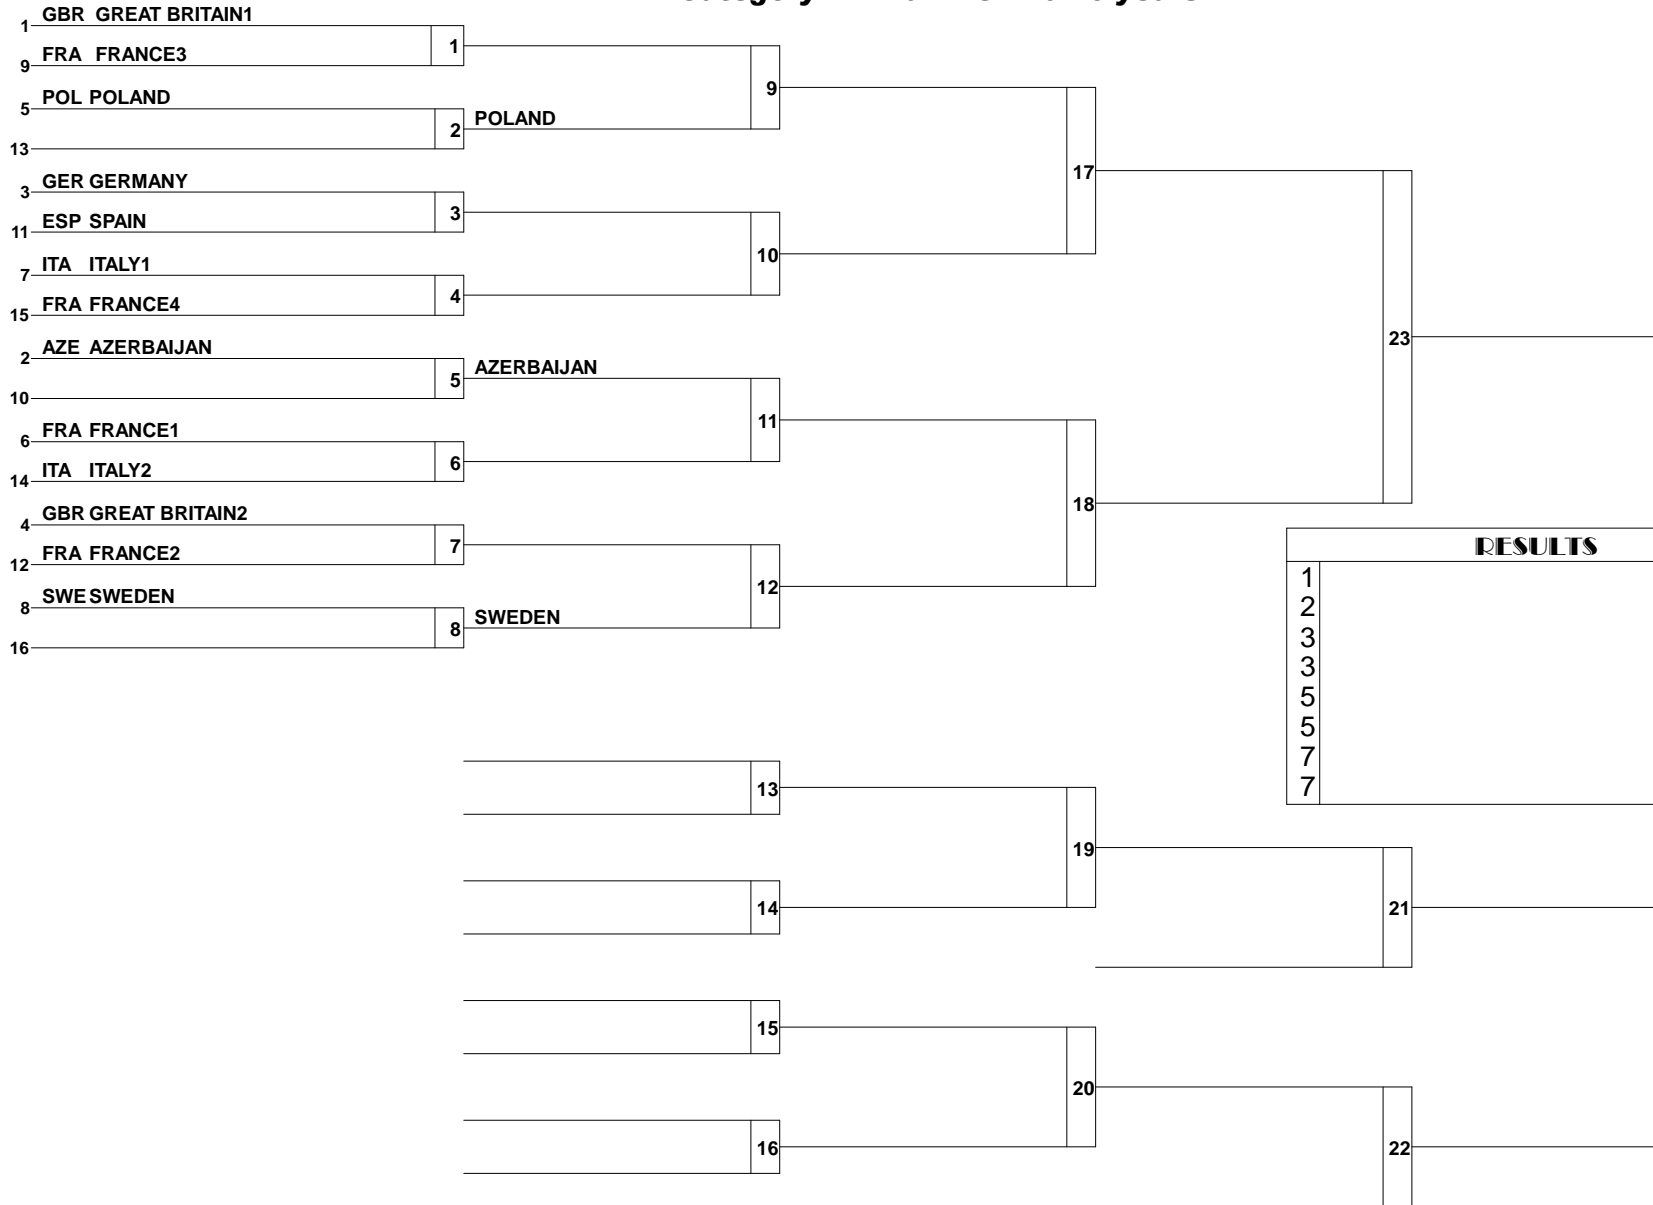 1 GBR GREAT BRITAIN1
1
9 FRA FRANCE3
9
5 POL POLAND
2 POLAND
13
17
3 GER GERMANY
3
11 ESP SPAIN
10
7 ITA ITALY1
4
15 FRA FRANCE4
23
2 AZE AZERBAIJAN
5 AZERBAIJAN
10
11
6 FRA FRANCE1
6
14 ITA ITALY2
18
4 GBR GREAT BRITAIN2
7
12 FRA FRANCE2
12
8 SWE SWEDEN
8 SWEDEN
16
RESULTS
1
2
3
3
5
5
7
7
13
19
14
21
15
20
16
22